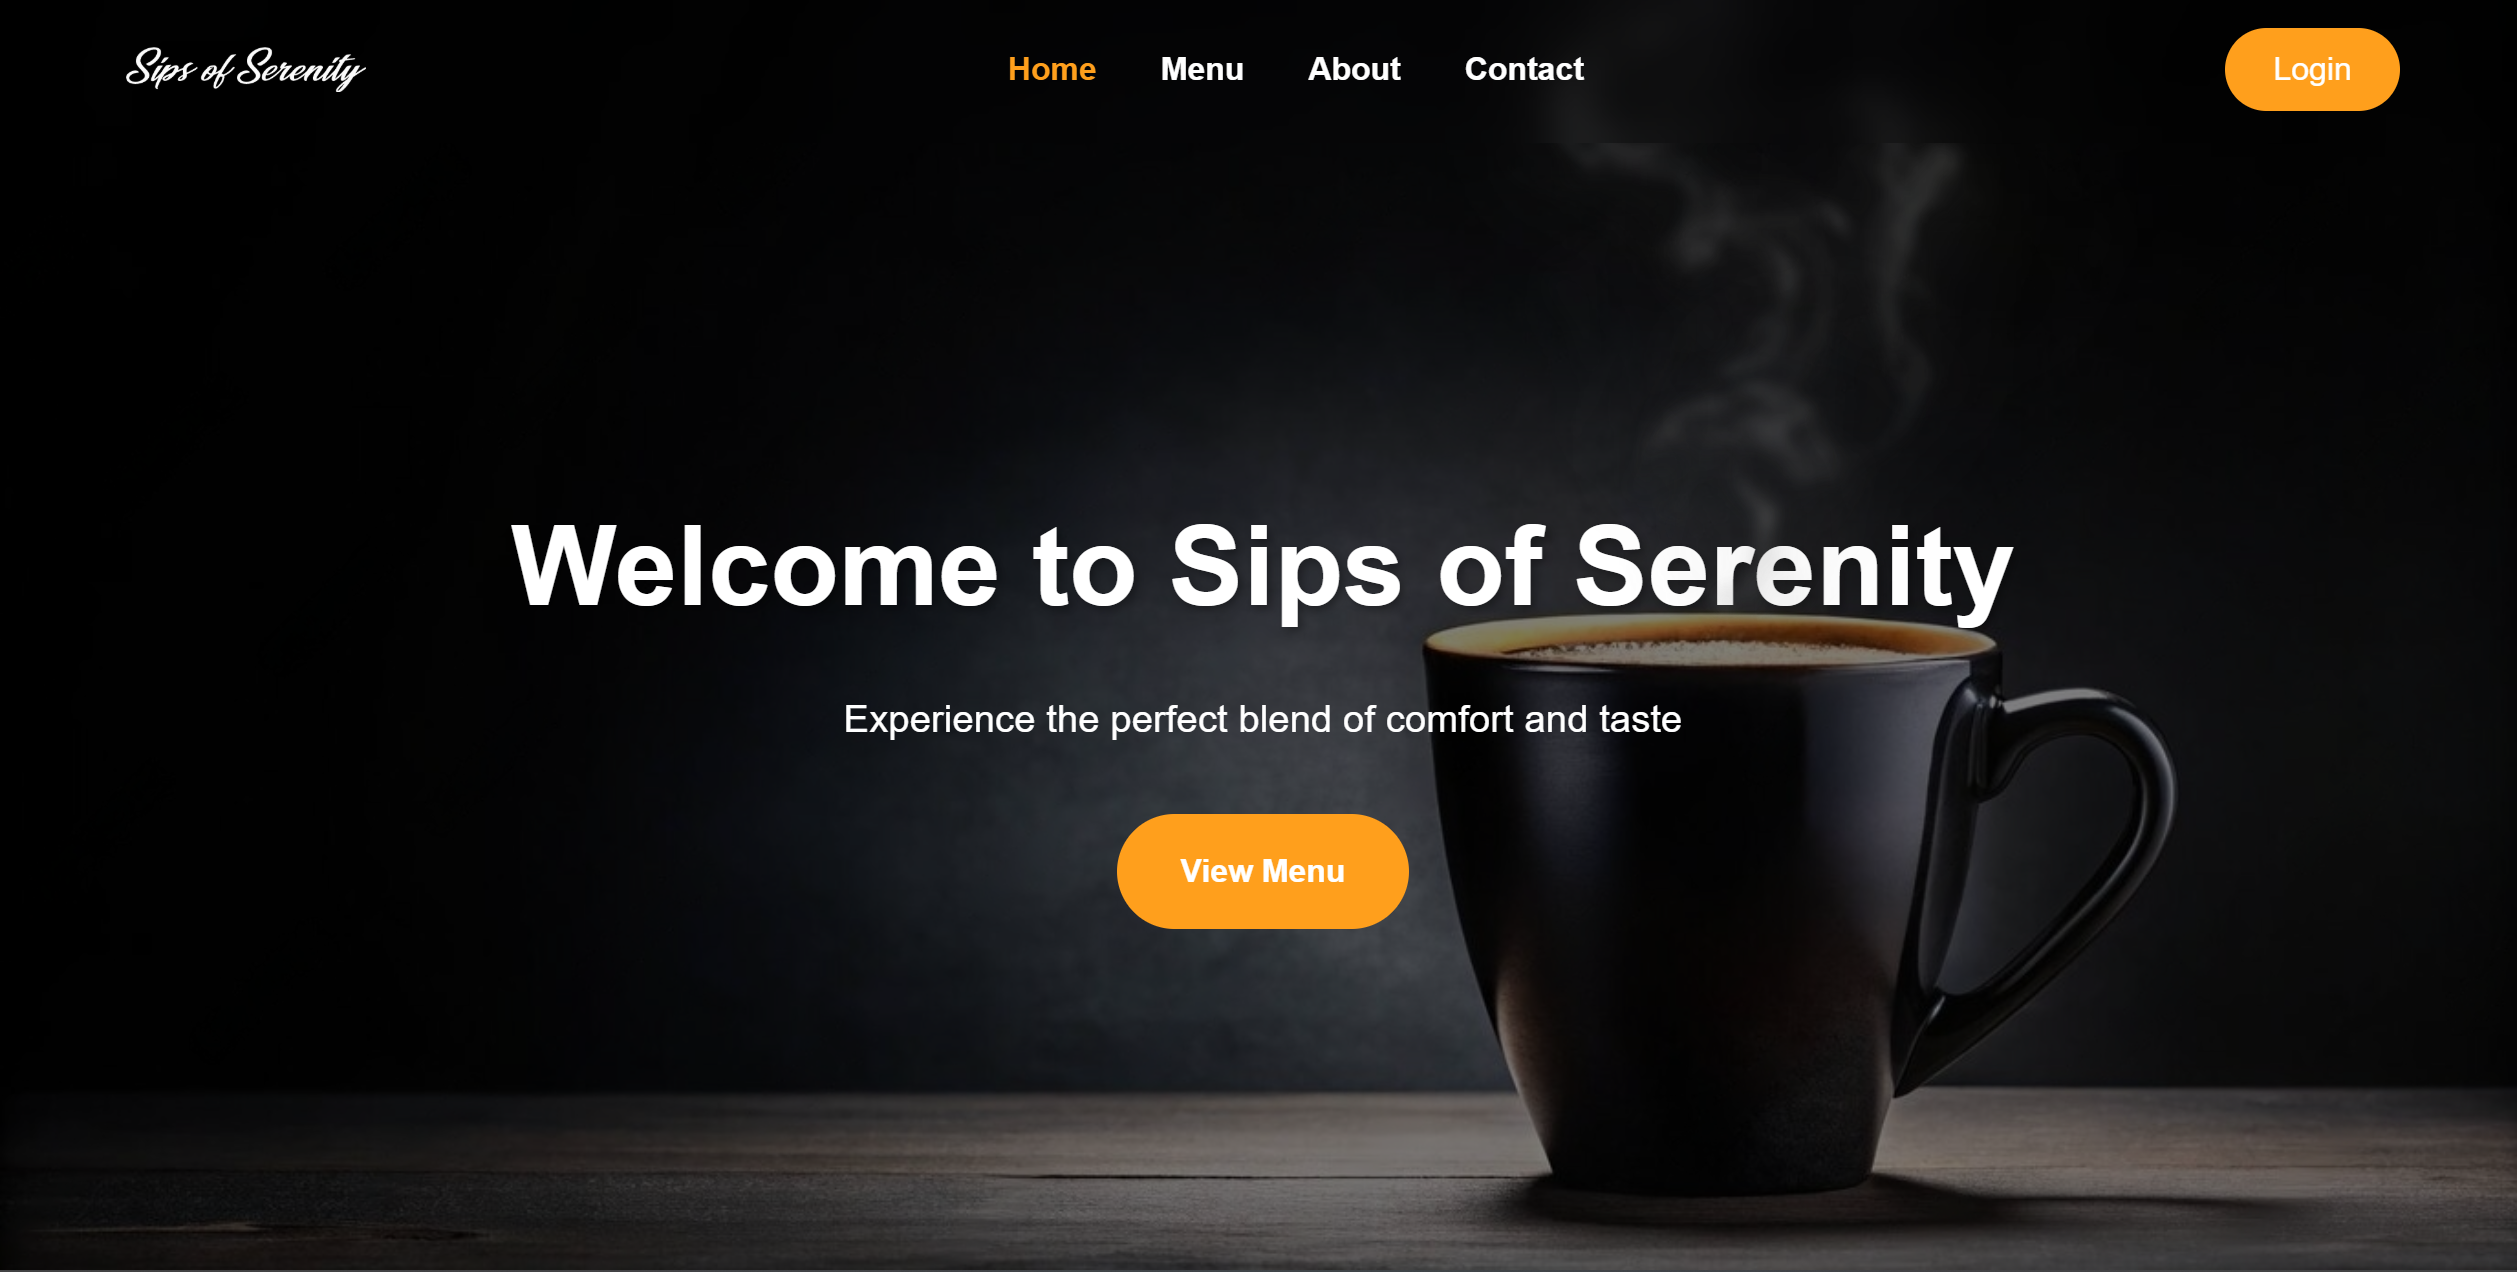 Sips of Serenity
Home Menu About Contact
Login
Welcome to Sips of Serenity
Experience the perfect blend of comfort and taste
View Menu